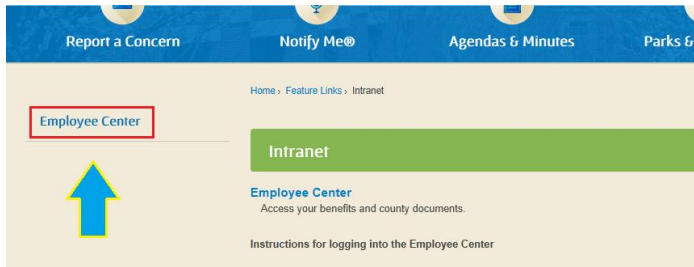 Report a Concern
Notify Me®
Agendas & Minutes
Parks &
Home › Feature Links › Intranet
Employee Center
Intranet
Employee Center
Access your benefits and county documents.
Instructions for logging into the Employee Center